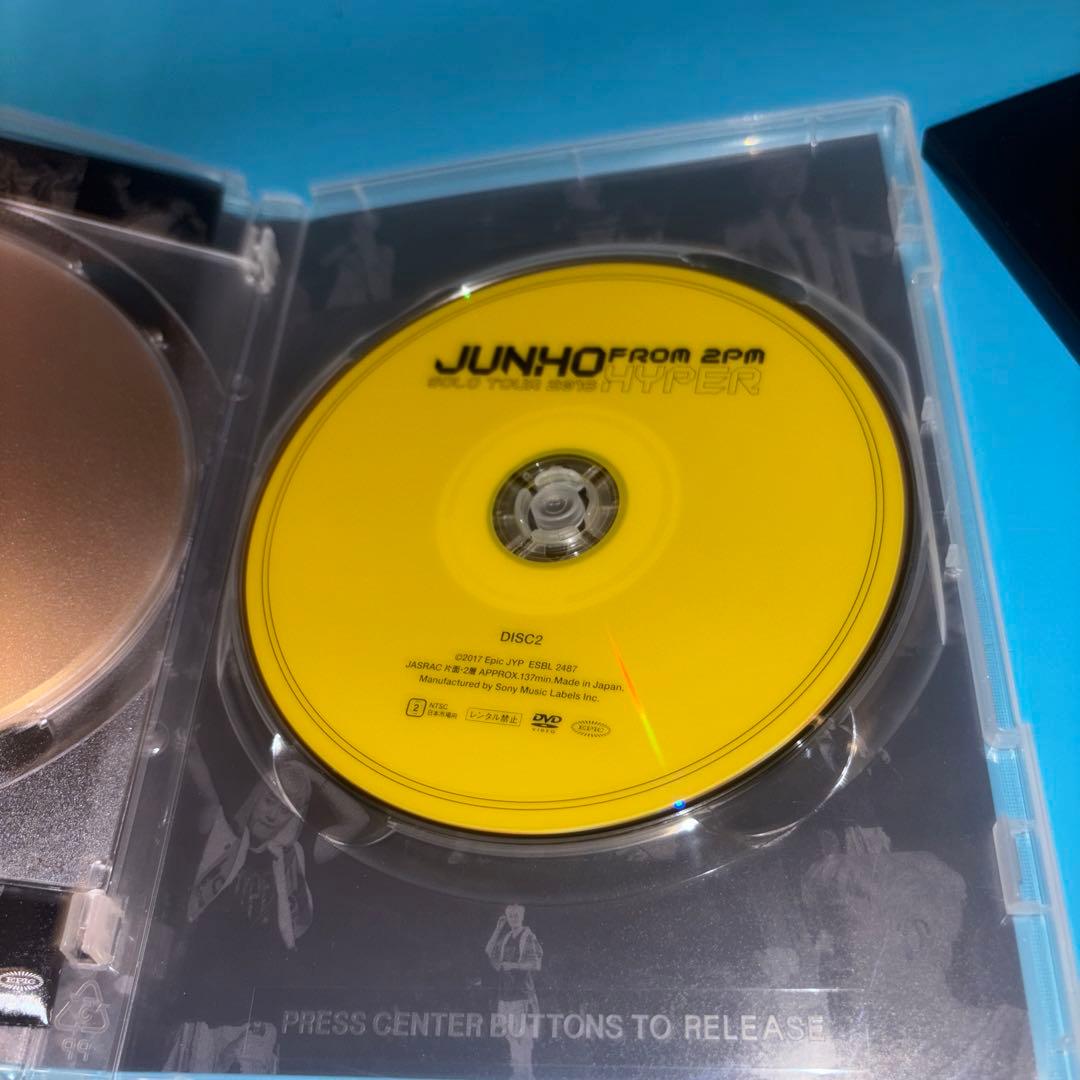 JUNHO FROM 2PM
SOLO TOUR 2016 HYPER
DISC2
©2017 Epic JYP ESBL 2487
JASRAC 片面・2層 APPROX.137min.Made in Japan.
Manufactured by Sony Music Labels Inc.
2 NTSC
日本市場向
レンタル禁止
DVD
VIDEO
EPIC
EPIC
PRESS CENTER BUTTONS TO RELEASE